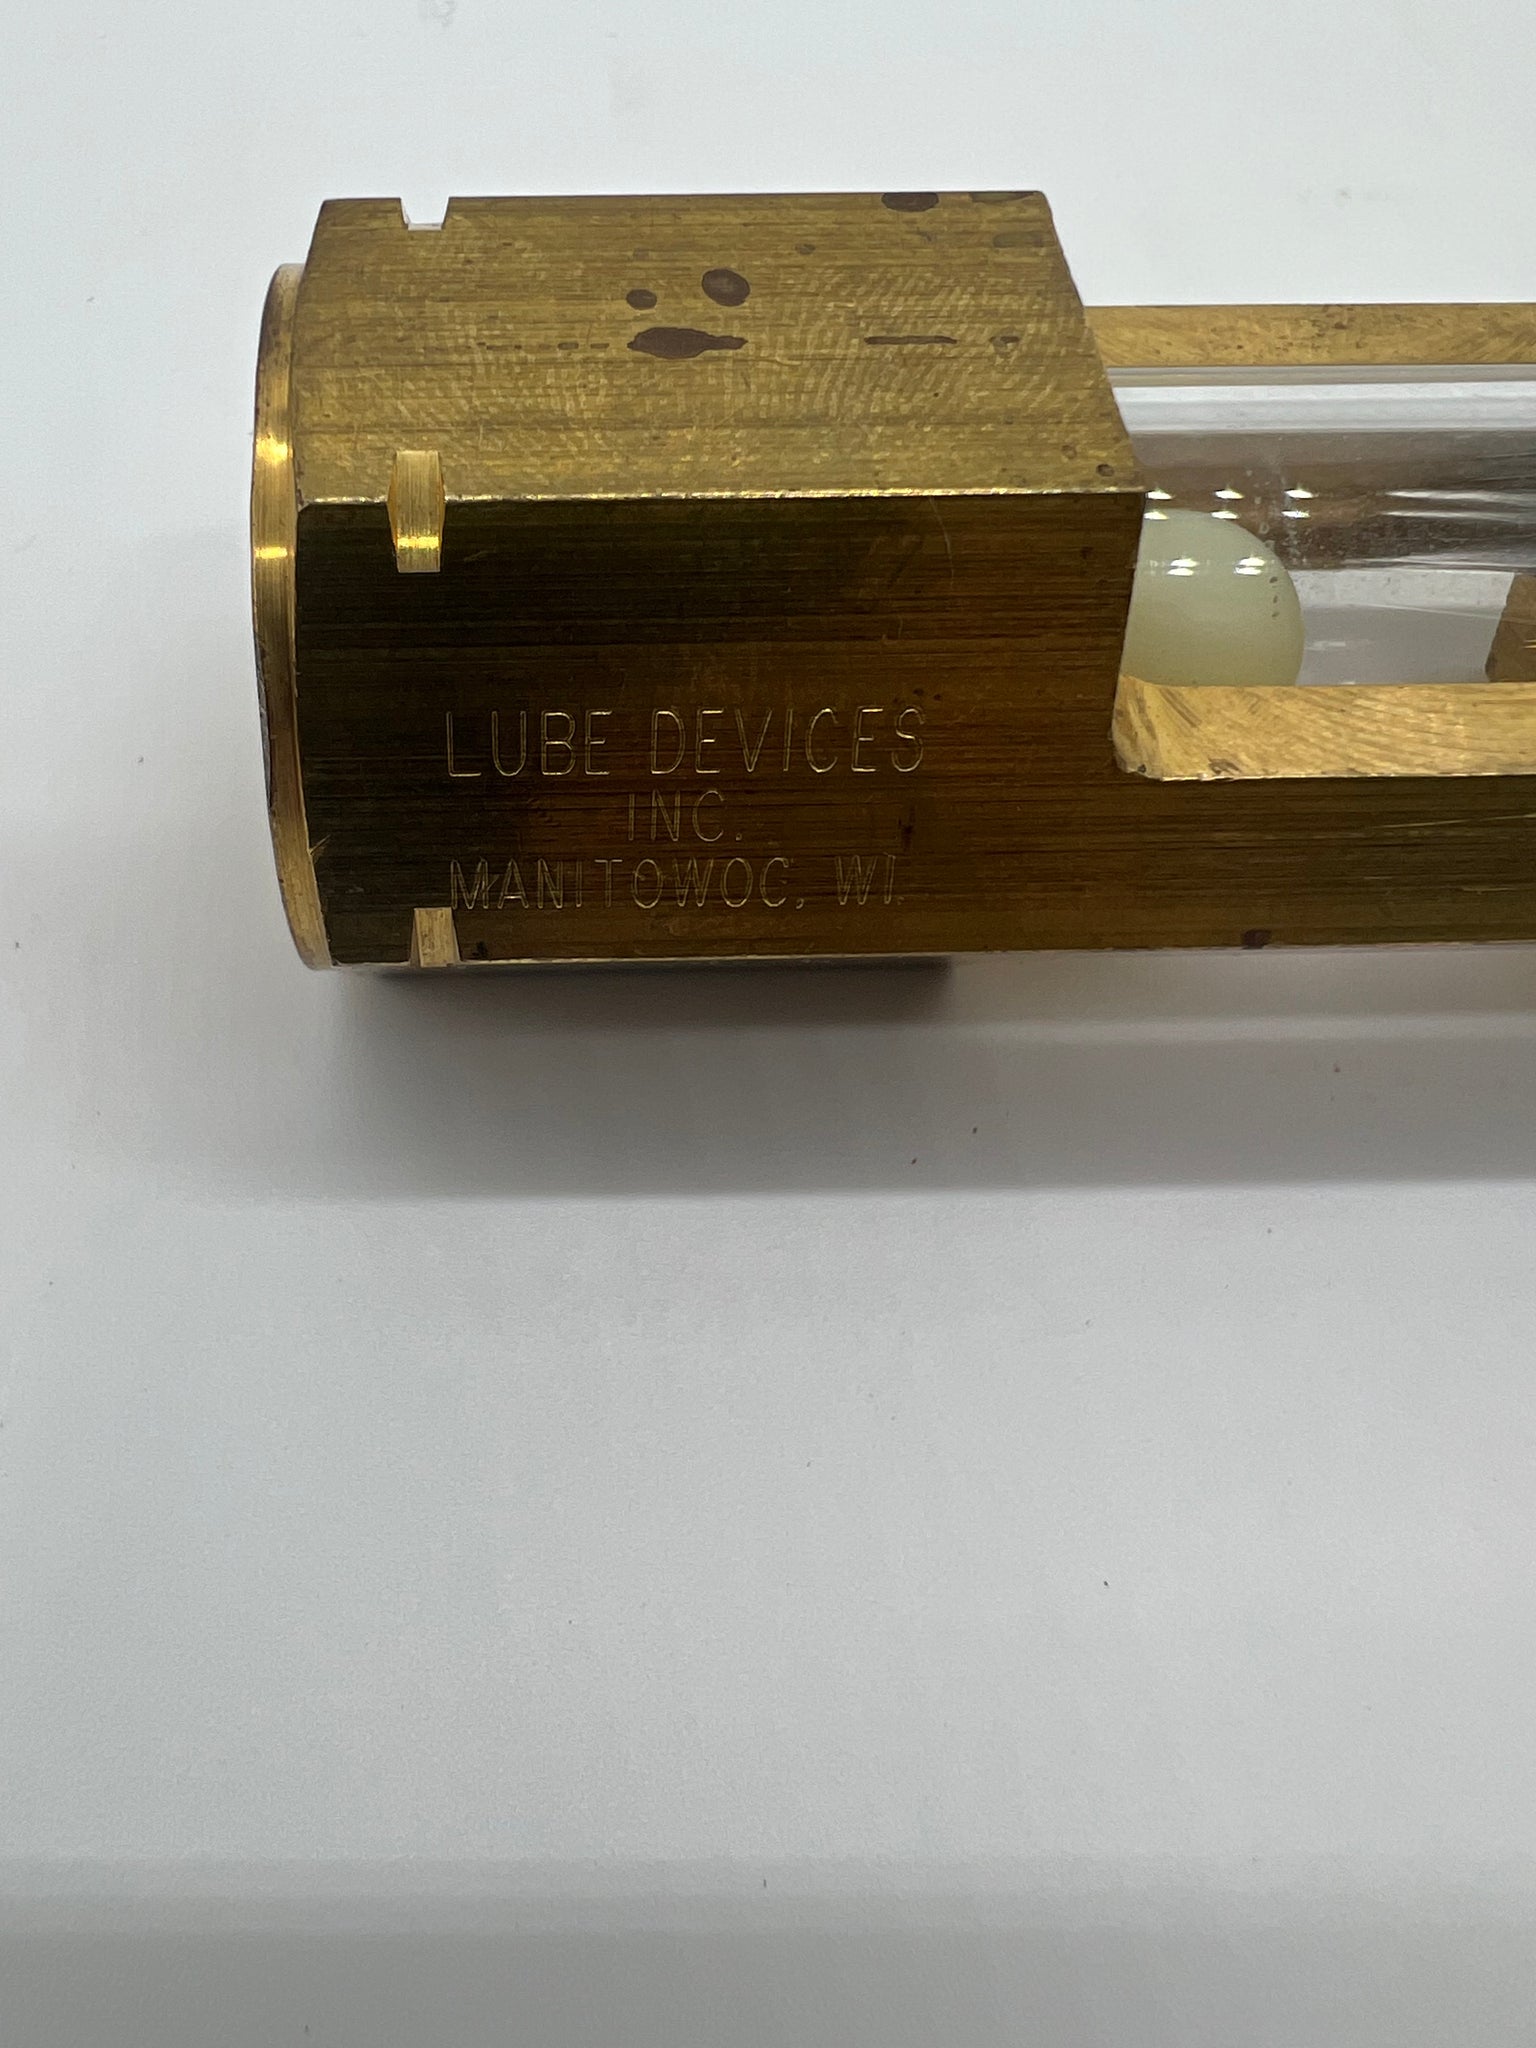 LUBE DEVICES
INC.
MANITOWOC, WI.